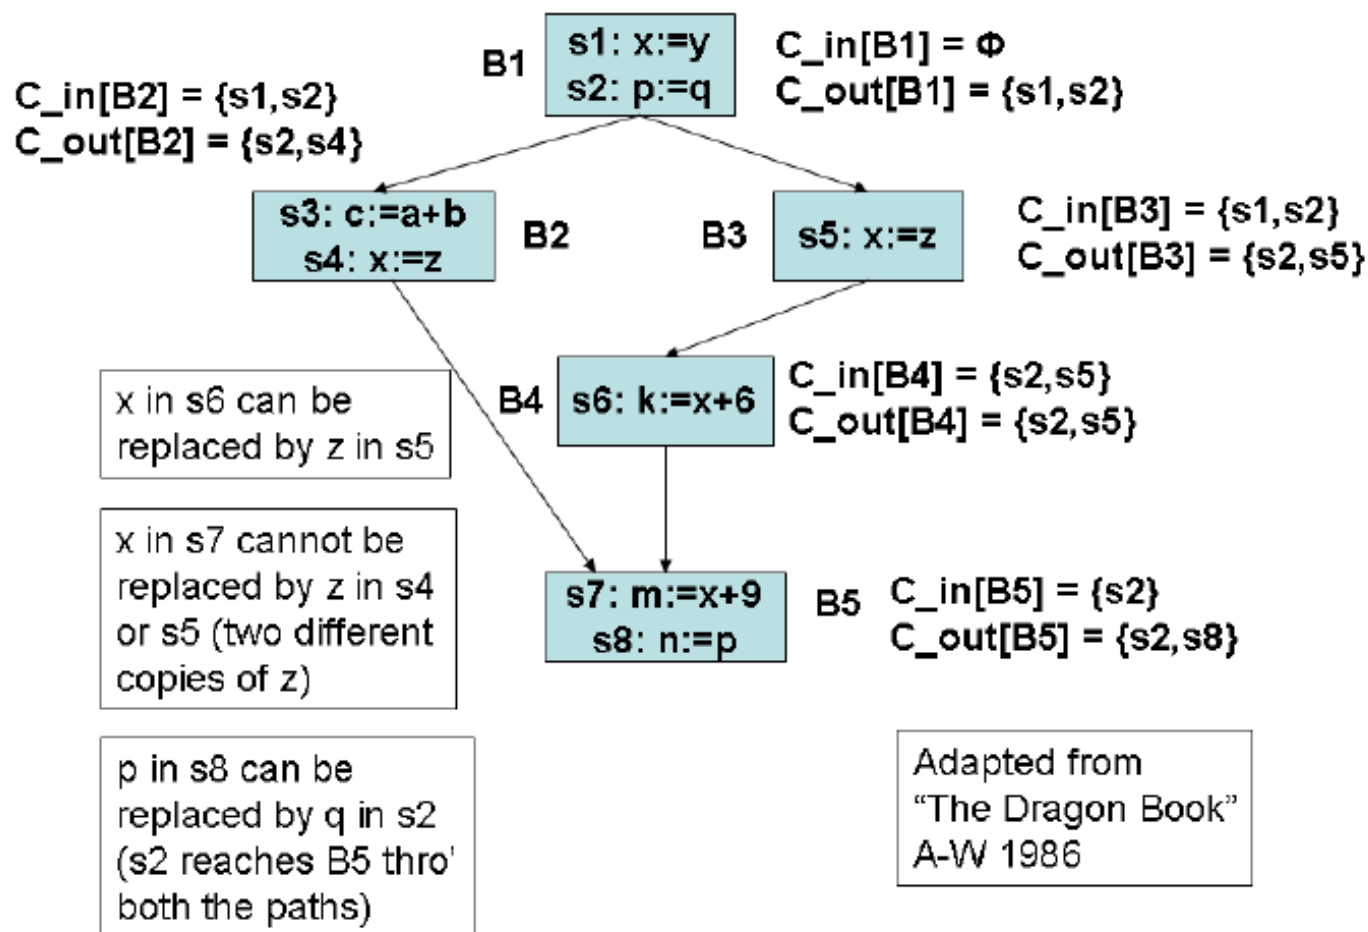 B1
s1: x:=y
s2: p:=q
C_in[B1] = Φ
C_out[B1] = {s1,s2}
C_in[B2] = {s1,s2}
C_out[B2] = {s2,s4}
s3: c:=a+b
s4: x:=z
B2
B3
s5: x:=z
C_in[B3] = {s1,s2}
C_out[B3] = {s2,s5}
B4
s6: k:=x+6
C_in[B4] = {s2,s5}
C_out[B4] = {s2,s5}
x in s6 can be
replaced by z in s5
x in s7 cannot be
replaced by z in s4
or s5 (two different
copies of z)
s7: m:=x+9
s8: n:=p
B5
C_in[B5] = {s2}
C_out[B5] = {s2,s8}
p in s8 can be
replaced by q in s2
(s2 reaches B5 thro'
both the paths)
Adapted from
“The Dragon Book”
A-W 1986